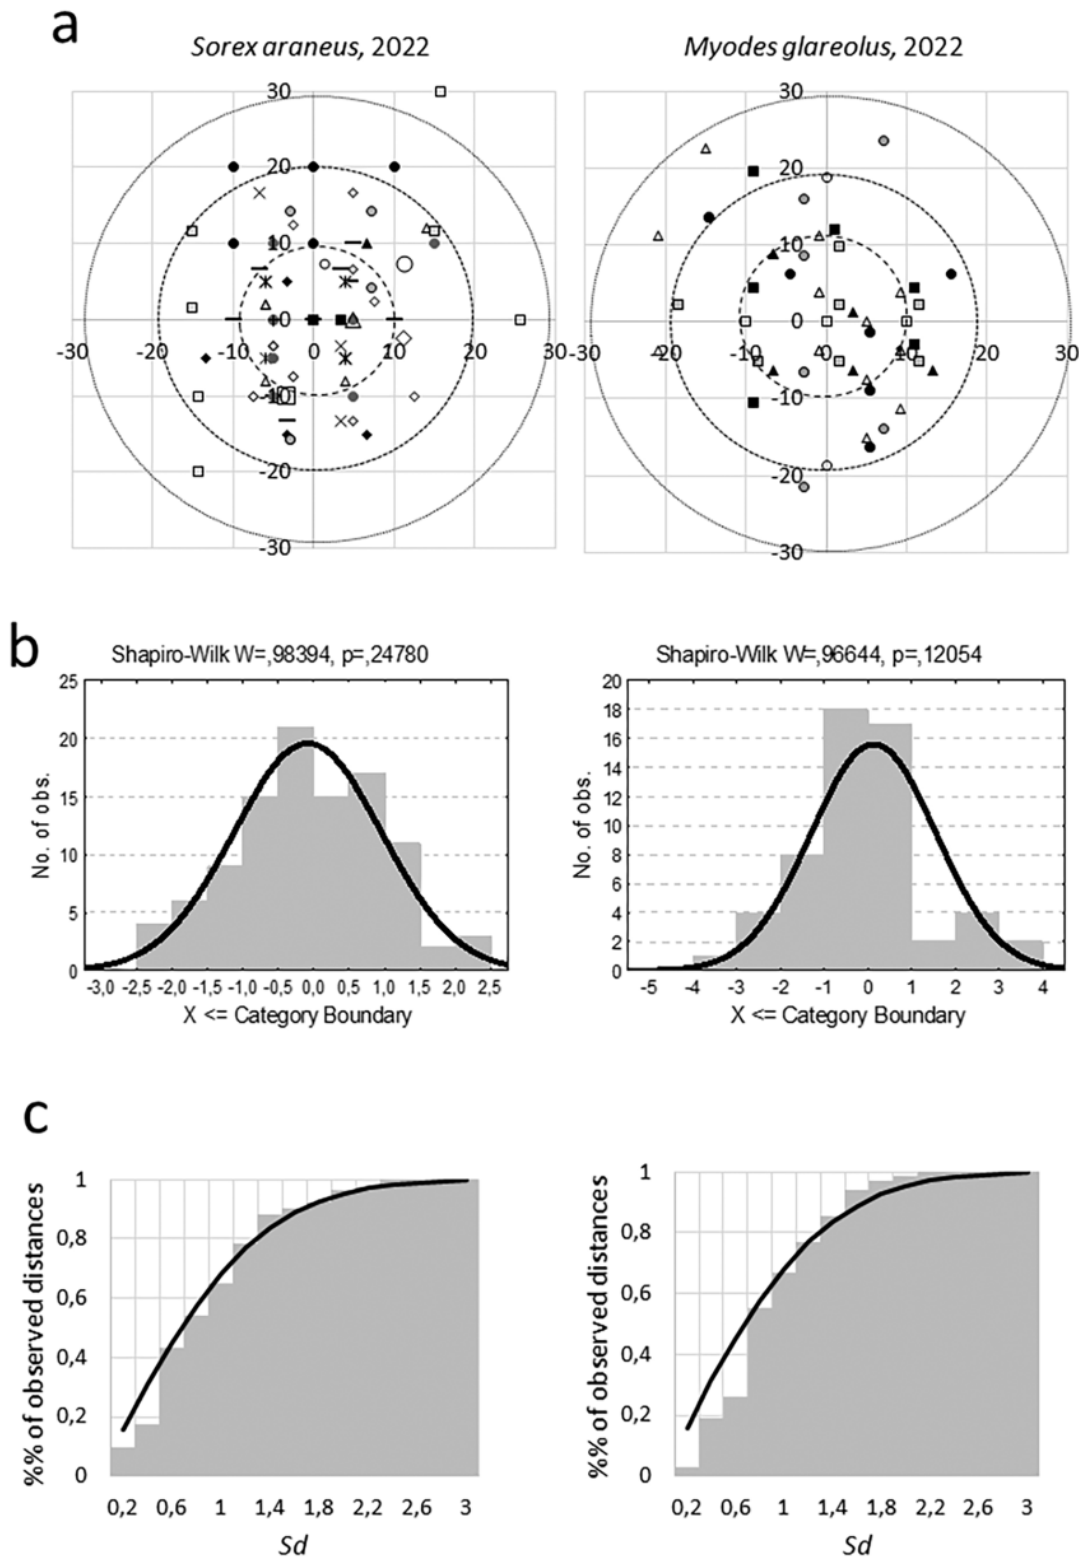 a
Sorex araneus, 2022
Myodes glareolus, 2022
30
20
10
0
-10
-20
-30
-30 -20 -10 0 10 20 30
30
20
10
0
-10
-20
-30
-30 -20 -10 0 10 20 30
b
Shapiro-Wilk W=,98394, p=,24780
25
20
15
10
5
0
No. of obs.
-3,0 -2,5 -2,0 -1,5 -1,0 -0,5 0,0 0,5 1,0 1,5 2,0 2,5
X <= Category Boundary
Shapiro-Wilk W=,96644, p=,12054
20
18
16
14
12
10
8
6
4
2
0
No. of obs.
-5 -4 -3 -2 -1 0 1 2 3 4
X <= Category Boundary
c
1
0,8
0,6
0,4
0,2
0
%% of observed distances
0,2 0,6 1 1,4 1,8 2,2 2,6 3
Sd
1
0,8
0,6
0,4
0,2
0
%% of observed distances
0,2 0,6 1 1,4 1,8 2,2 2,6 3
Sd